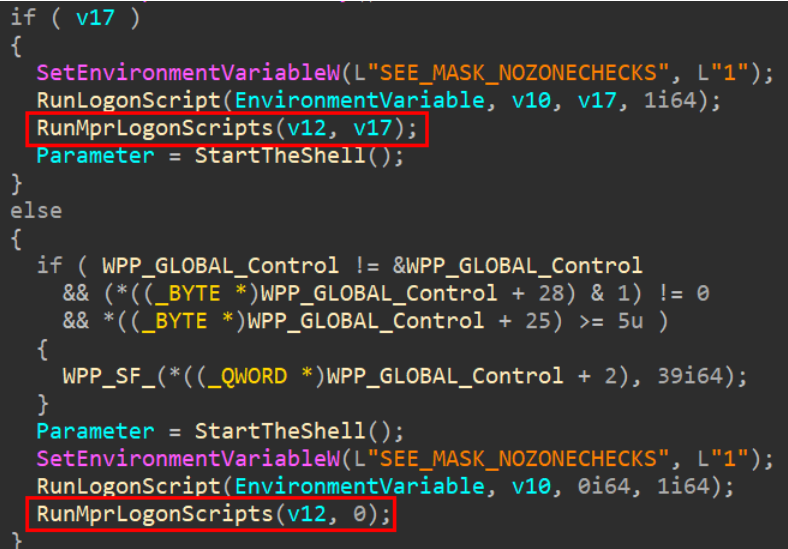 if ( v17 )
{
SetEnvironmentVariableW(L"SEE_MASK_NOZONECHECKS", L"1");
RunLogonScript(EnvironmentVariable, v10, v17, 1i64);
RunMprLogonScripts(v12, v17);
Parameter = StartTheShell();
}
else
{
if ( WPP_GLOBAL_Control != &WPP_GLOBAL_Control
&& (*((_BYTE *)WPP_GLOBAL_Control + 28) & 1) != 0
&& *((_BYTE *)WPP_GLOBAL_Control + 25) >= 5u )
{
WPP_SF_(*((_QWORD *)WPP_GLOBAL_Control + 2), 39i64);
}
Parameter = StartTheShell();
SetEnvironmentVariableW(L"SEE_MASK_NOZONECHECKS", L"1");
RunLogonScript(EnvironmentVariable, v10, 0i64, 1i64);
RunMprLogonScripts(v12, 0);
}